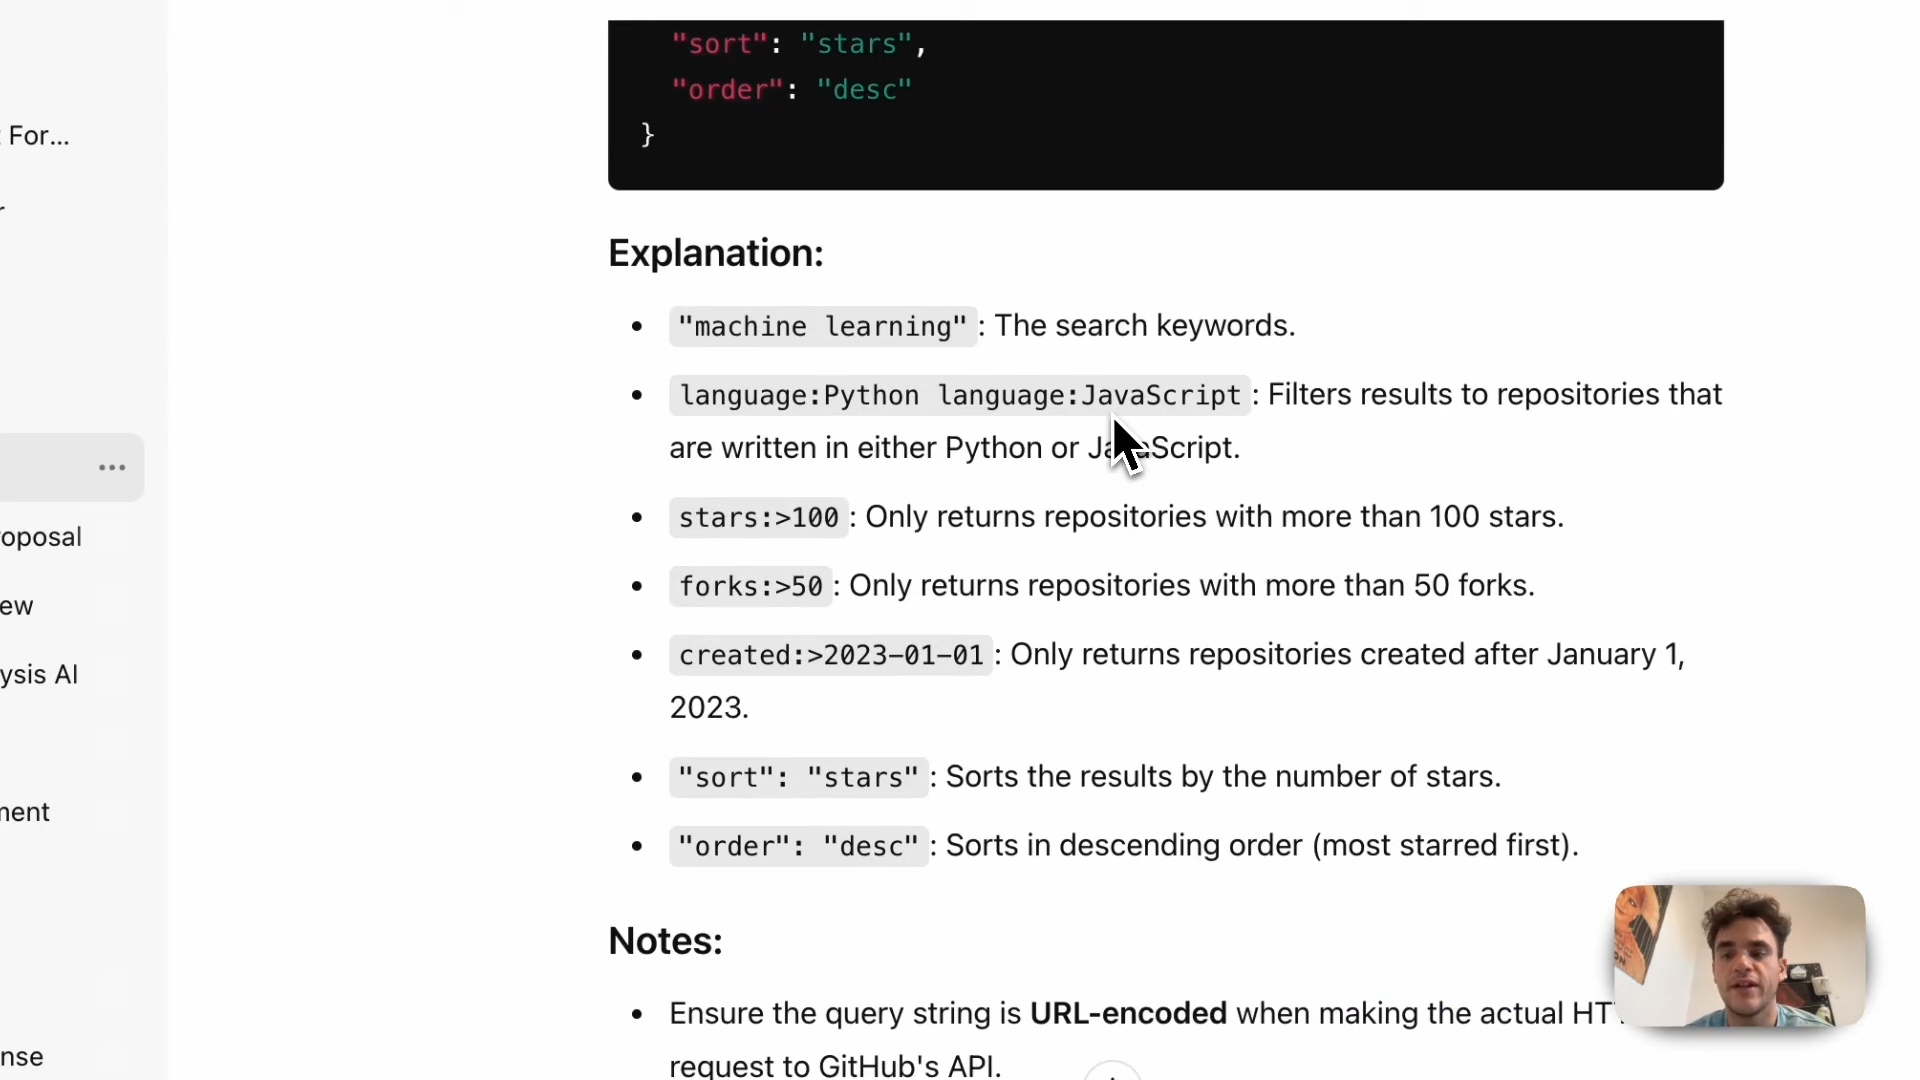 "sort": "stars",
"order": "desc"
}
For...
Explanation:
"machine learning": The search keywords.
language:Python language:JavaScript: Filters results to repositories that
are written in either Python or JavaScript.
stars:>100: Only returns repositories with more than 100 stars.
oposal
forks:>50: Only returns repositories with more than 50 forks.
ew
created:>2023-01-01: Only returns repositories created after January 1,
2023.
ysis AI
"sort": "stars": Sorts the results by the number of stars.
ment
"order": "desc": Sorts in descending order (most starred first).
Notes:
Ensure the query string is URL-encoded when making the actual HT
request to GitHub's API.
nse